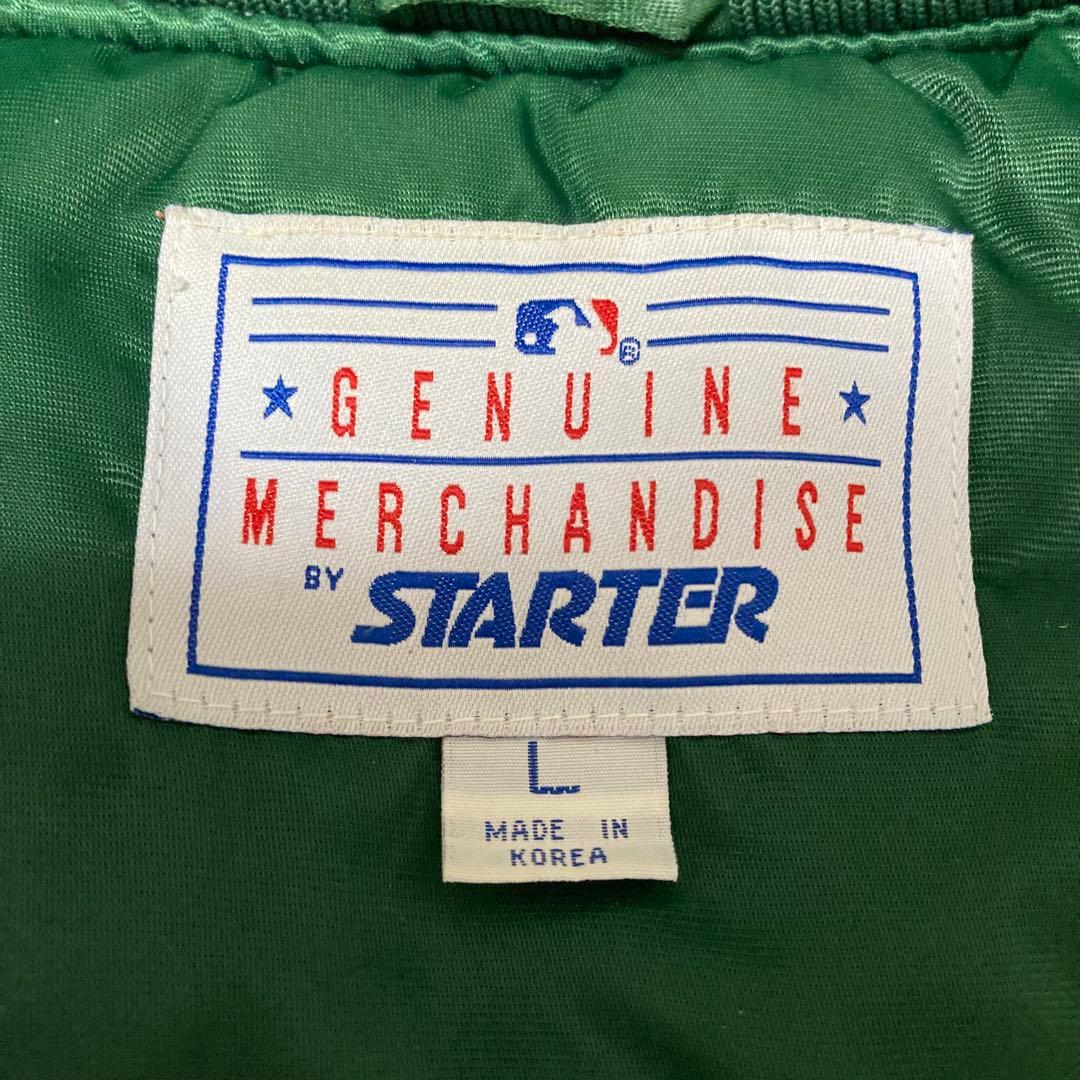 ®
GENUINE
MERCHANDISE
BY STARTER
L
MADE IN
KOREA